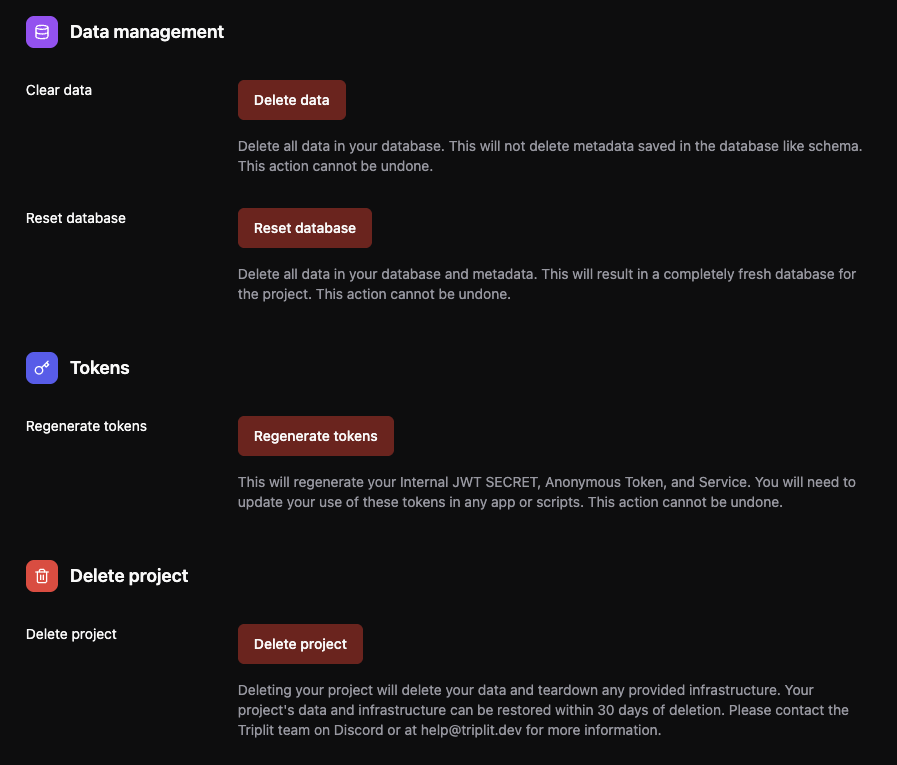 Data management
Clear data
Delete data
Delete all data in your database. This will not delete metadata saved in the database like schema.
This action cannot be undone.
Reset database
Reset database
Delete all data in your database and metadata. This will result in a completely fresh database for
the project. This action cannot be undone.
Tokens
Regenerate tokens
Regenerate tokens
This will regenerate your Internal JWT SECRET, Anonymous Token, and Service. You will need to
update your use of these tokens in any app or scripts. This action cannot be undone.
Delete project
Delete project
Delete project
Deleting your project will delete your data and teardown any provided infrastructure. Your
project's data and infrastructure can be restored within 30 days of deletion. Please contact the
Triplit team on Discord or at help@triplit.dev for more information.